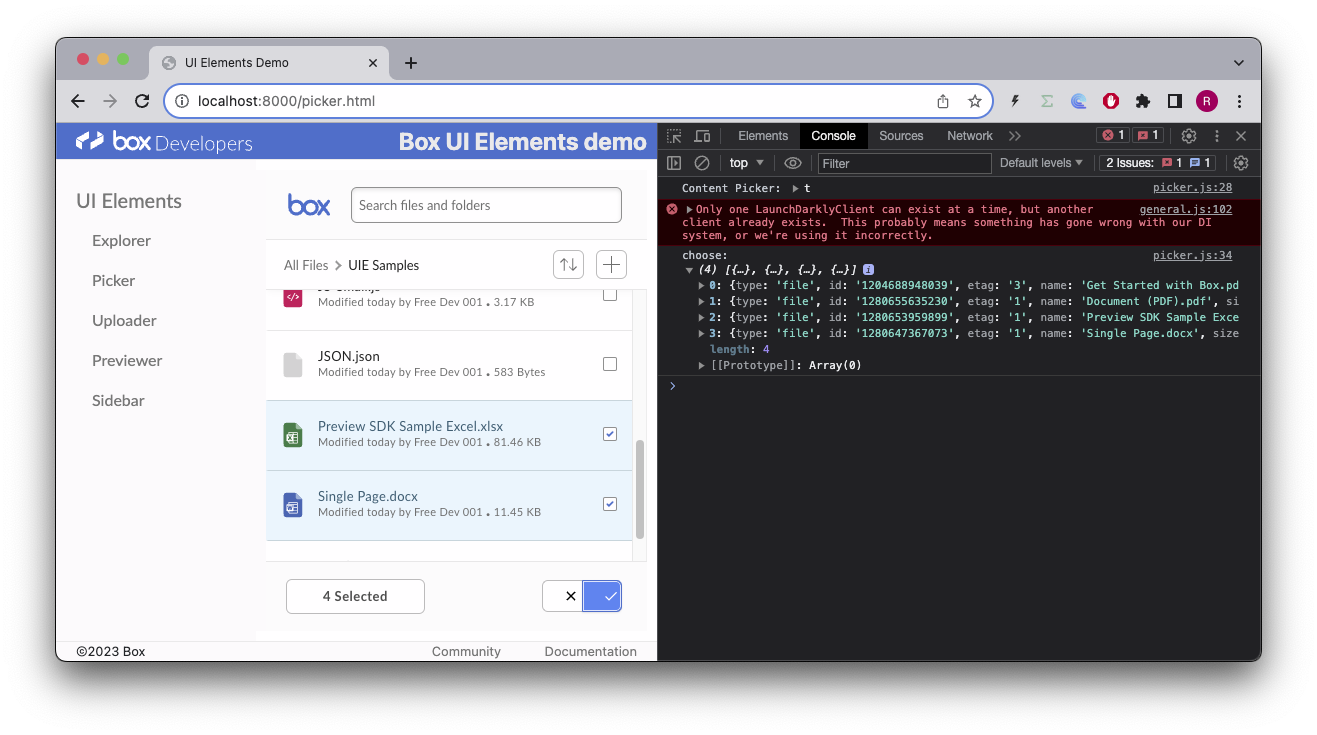 UI Elements Demo
localhost:8000/picker.html
R
box Developers
Box UI Elements demo
UI Elements
Explorer
Picker
Uploader
Previewer
Sidebar
box
Search files and folders
All Files > UIE Samples
Modified today by Free Dev 001 • 3.17 KB
JSON.json
Modified today by Free Dev 001 • 583 Bytes
Preview SDK Sample Excel.xlsx
Modified today by Free Dev 001 • 81.46 KB
Single Page.docx
Modified today by Free Dev 001 • 11.45 KB
4 Selected
©2023 Box
Community
Documentation
Elements
Console
Sources
Network
1
1
top
Filter
Default levels
2 Issues: 1 1
Content Picker: ▶ t
picker.js:28
▶Only one LaunchDarklyClient can exist at a time, but another
general.js:102
client already exists.  This probably means something has gone wrong with our DI
system, or we're using it incorrectly.
choose:
picker.js:34
▼ (4) [{…}, {…}, {…}, {…}] i
▶ 0: {type: 'file', id: '1204688948039', etag: '3', name: 'Get Started with Box.pd
▶ 1: {type: 'file', id: '1280655635230', etag: '1', name: 'Document (PDF).pdf', si
▶ 2: {type: 'file', id: '1280653959899', etag: '1', name: 'Preview SDK Sample Exce
▶ 3: {type: 'file', id: '1280647367073', etag: '1', name: 'Single Page.docx', size
length: 4
▶ [[Prototype]]: Array(0)